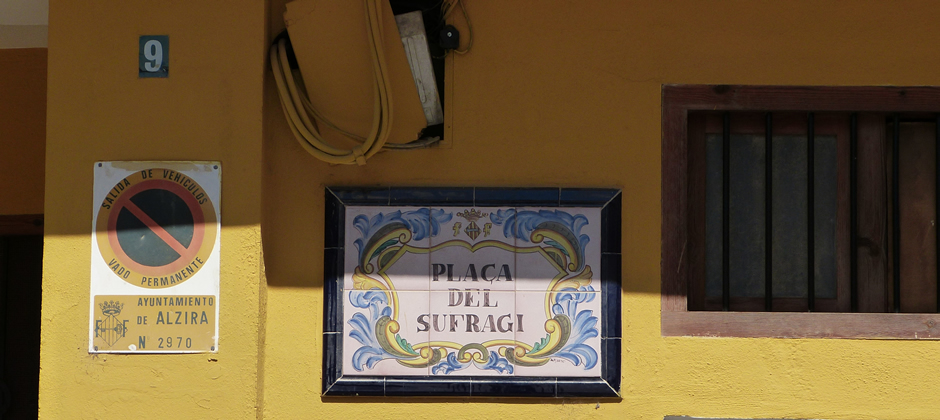 9
SALIDA DE VEHICULOS
VADO PERMANENTE
AYUNTAMIENTO
DE ALZIRA
F F
N 2970
f f
PLAÇA
DEL
SUFRAGI